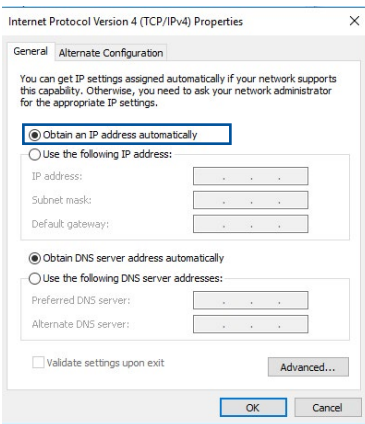 Internet Protocol Version 4 (TCP/IPv4) Properties
General Alternate Configuration
You can get IP settings assigned automatically if your network supports
this capability. Otherwise, you need to ask your network administrator
for the appropriate IP settings.
Obtain an IP address automatically
Use the following IP address:
IP address:
Subnet mask:
Default gateway:
Obtain DNS server address automatically
Use the following DNS server addresses:
Preferred DNS server:
Alternate DNS server:
Validate settings upon exit
Advanced...
OK Cancel